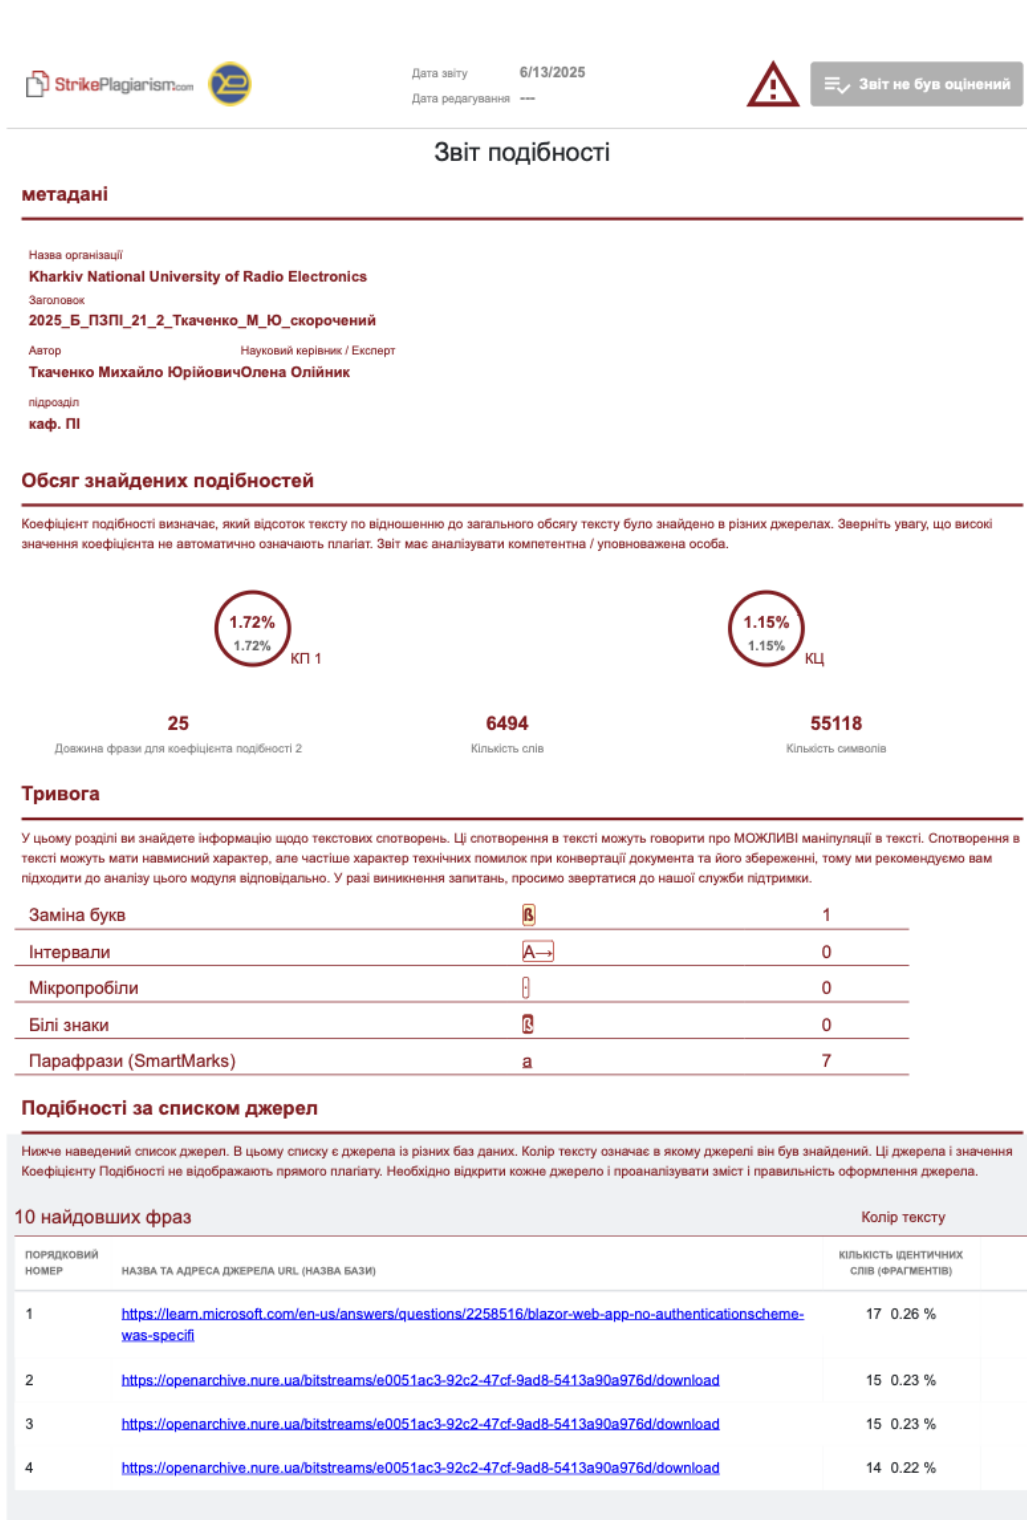 StrikePlagiarism.com
Дата звіту 6/13/2025
Дата редагування ---
Звіт не був оцінений
Звіт подібності
метадані
Назва організації
Kharkiv National University of Radio Electronics
Заголовок
2025_Б_ПЗПІ_21_2_Ткаченко_М_Ю_скорочений
Автор Науковий керівник / Експерт
Ткаченко Михайло ЮрійовичОлена Олійник
підрозділ
каф. ПІ
Обсяг знайдених подібностей
Коефіцієнт подібності визначає, який відсоток тексту по відношенню до загального обсягу тексту було знайдено в різних джерелах. Зверніть увагу, що високі
значення коефіцієнта не автоматично означають плагіат. Звіт має аналізувати компетентна / уповноважена особа.
1.72% 1.15%
1.72% 1.15%
КП 1 КЦ
25 6494 55118
Довжина фрази для коефіцієнта подібності 2 Кількість слів Кількість символів
Тривога
У цьому розділі ви знайдете інформацію щодо текстових спотворень. Ці спотворення в тексті можуть говорити про МОЖЛИВІ маніпуляції в тексті. Спотворення в
тексті можуть мати навмисний характер, але частіше характер технічних помилок при конвертації документа та його збереженні, тому ми рекомендуємо вам
підходити до аналізу цього модуля відповідально. У разі виникнення запитань, просимо звертатися до нашої служби підтримки.
Заміна букв ß 1
Інтервали A→ 0
Мікропробіли · 0
Білі знаки ß 0
Парафрази (SmartMarks) a 7
Подібності за списком джерел
Нижче наведений список джерел. В цьому списку є джерела із різних баз даних. Колір тексту означає в якому джерелі він був знайдений. Ці джерела і значення
Коефіцієнту Подібності не відображають прямого плагіату. Необхідно відкрити кожне джерело і проаналізувати зміст і правильність оформлення джерела.
10 найдовших фраз Колір тексту
ПОРЯДКОВИЙ НОМЕР НАЗВА ТА АДРЕСА ДЖЕРЕЛА URL (НАЗВА БАЗИ) КІЛЬКІСТЬ ІДЕНТИЧНИХ СЛІВ (ФРАГМЕНТІВ)
1 https://learn.microsoft.com/en-us/answers/questions/2258516/blazor-web-app-no-authenticationscheme- 17 0.26 %
was-specifi
2 https://openarchive.nure.ua/bitstreams/e0051ac3-92c2-47cf-9ad8-5413a90a976d/download 15 0.23 %
3 https://openarchive.nure.ua/bitstreams/e0051ac3-92c2-47cf-9ad8-5413a90a976d/download 15 0.23 %
4 https://openarchive.nure.ua/bitstreams/e0051ac3-92c2-47cf-9ad8-5413a90a976d/download 14 0.22 %